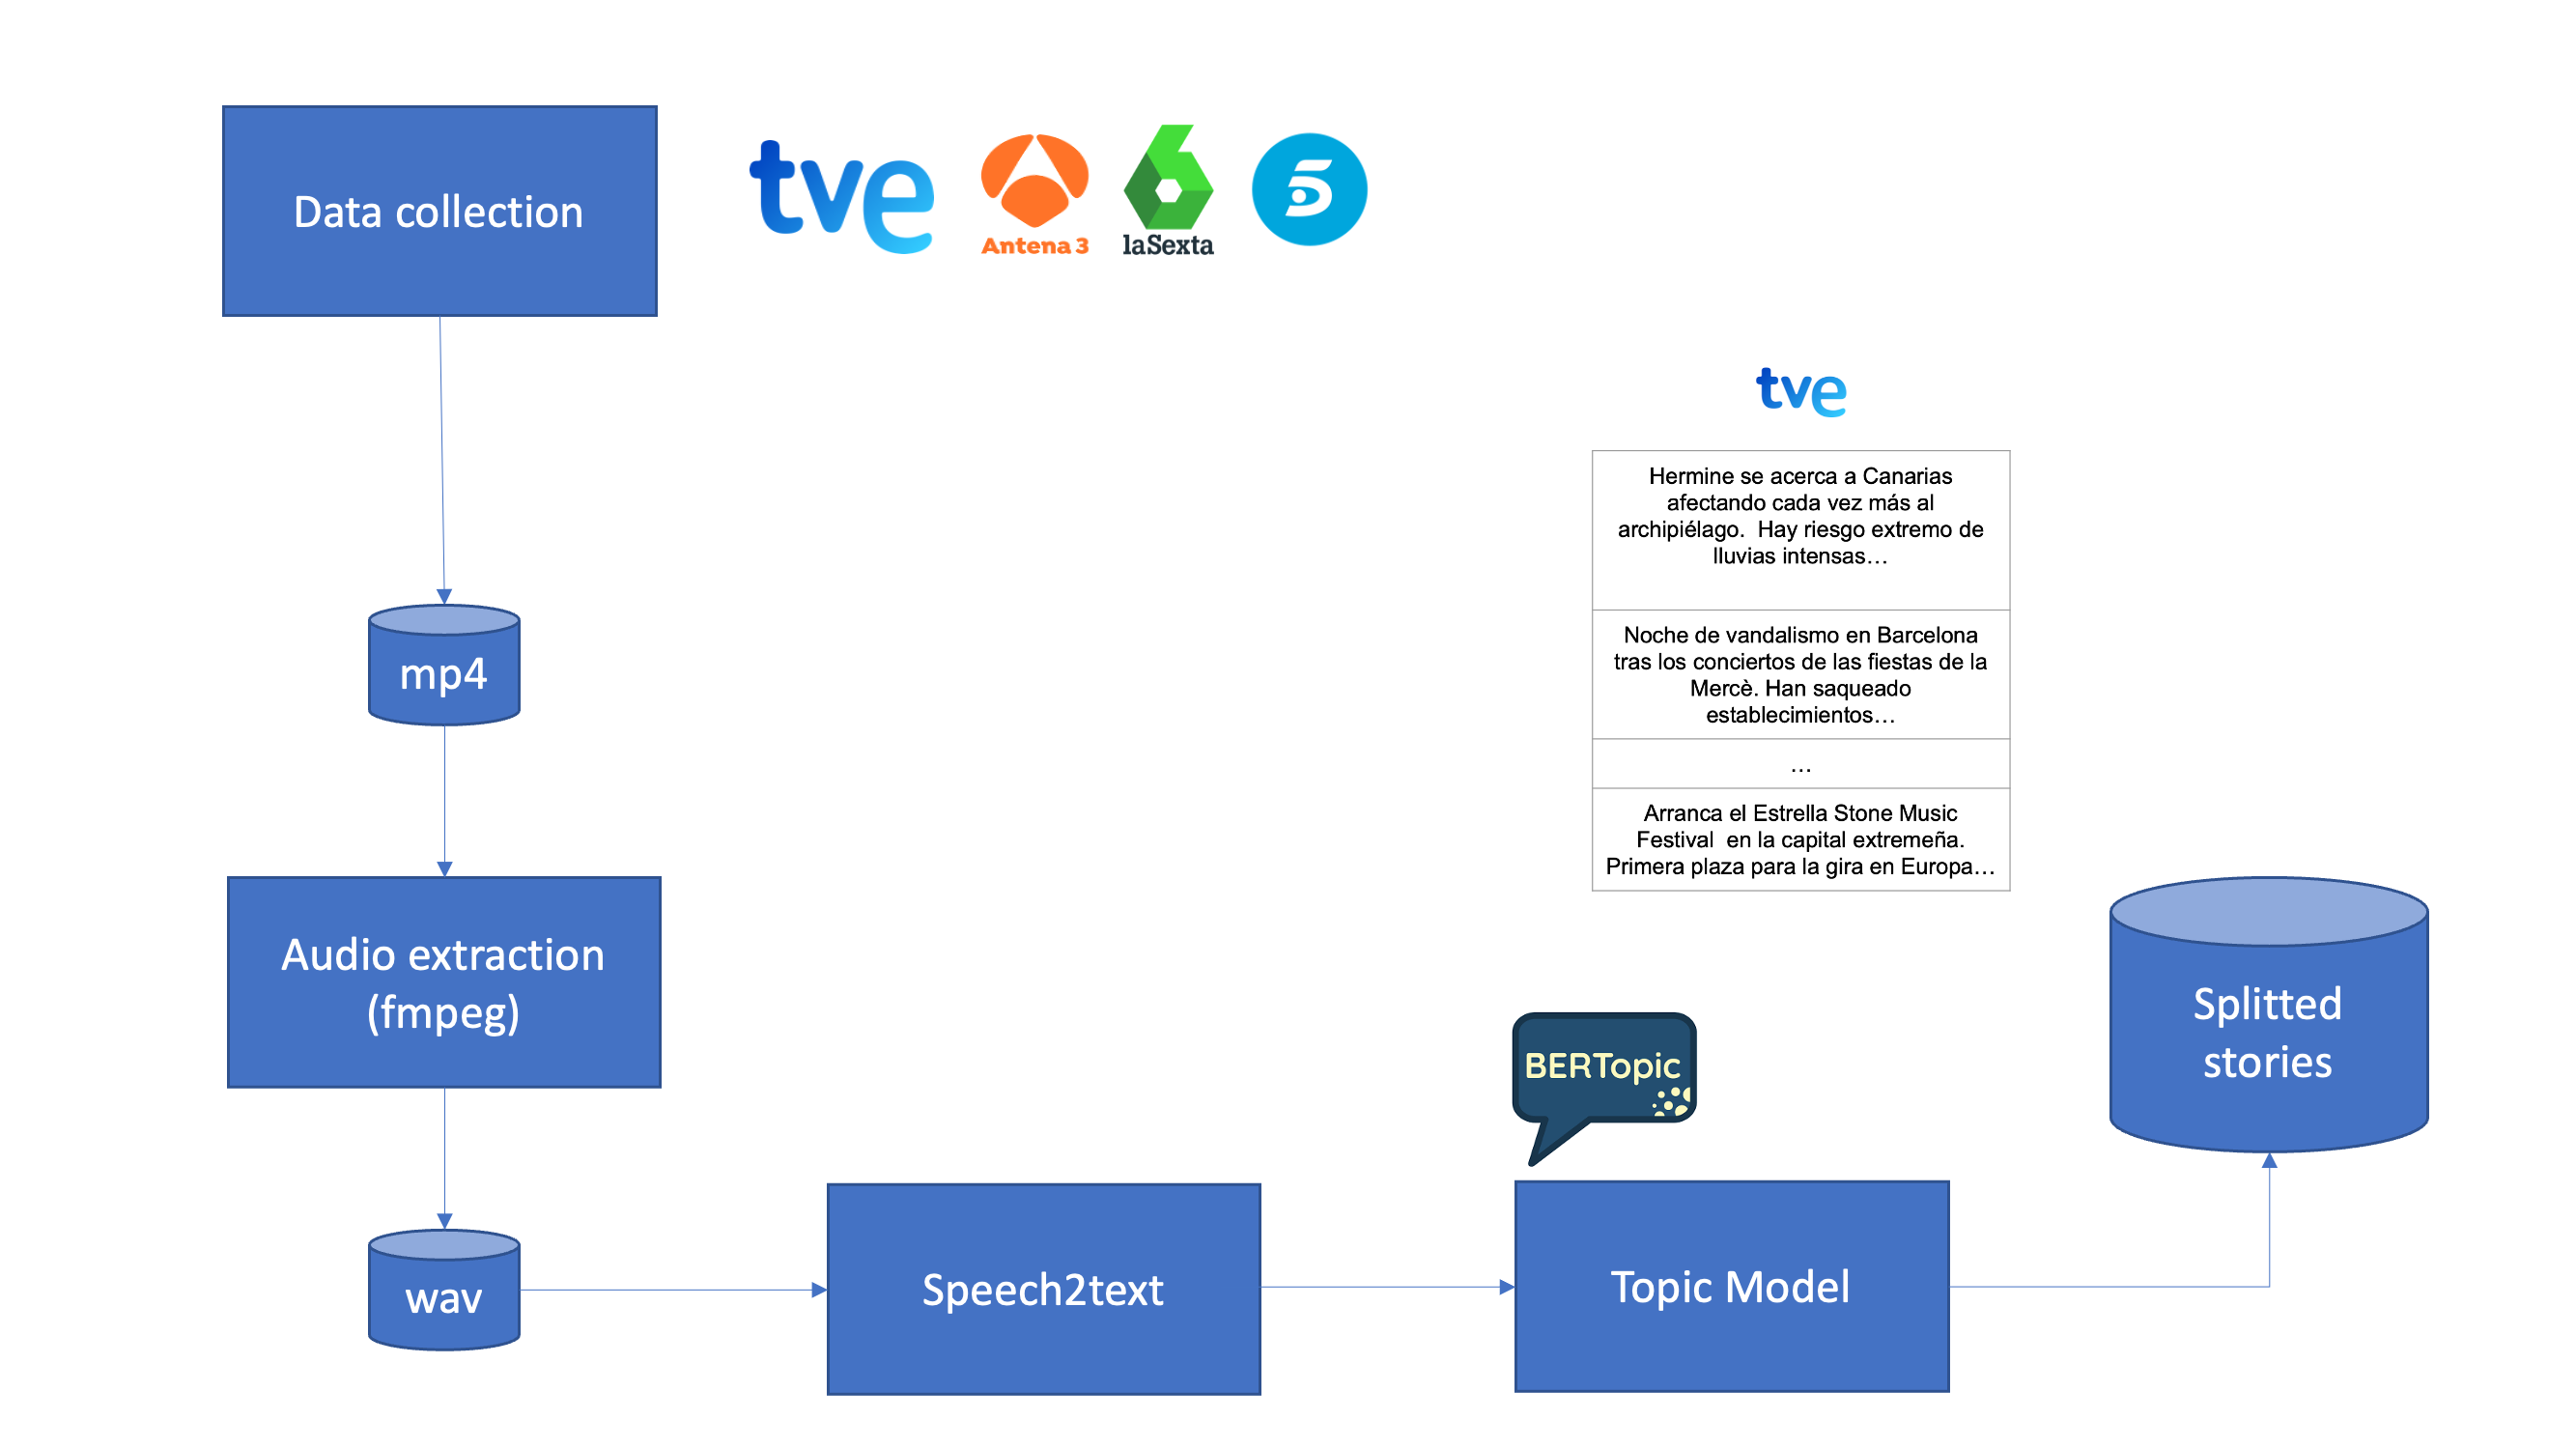 Data collection
tve
Antena 3
laSexta
5
tve
Hermine se acerca a Canarias
afectando cada vez más al
archipiélago.  Hay riesgo extremo de
lluvias intensas…
Noche de vandalismo en Barcelona
tras los conciertos de las fiestas de la
Mercè. Han saqueado
establecimientos…
…
Arranca el Estrella Stone Music
Festival  en la capital extremeña.
Primera plaza para la gira en Europa…
mp4
Audio extraction
(fmpeg)
wav
Speech2text
BERTopic
Topic Model
Splitted
stories